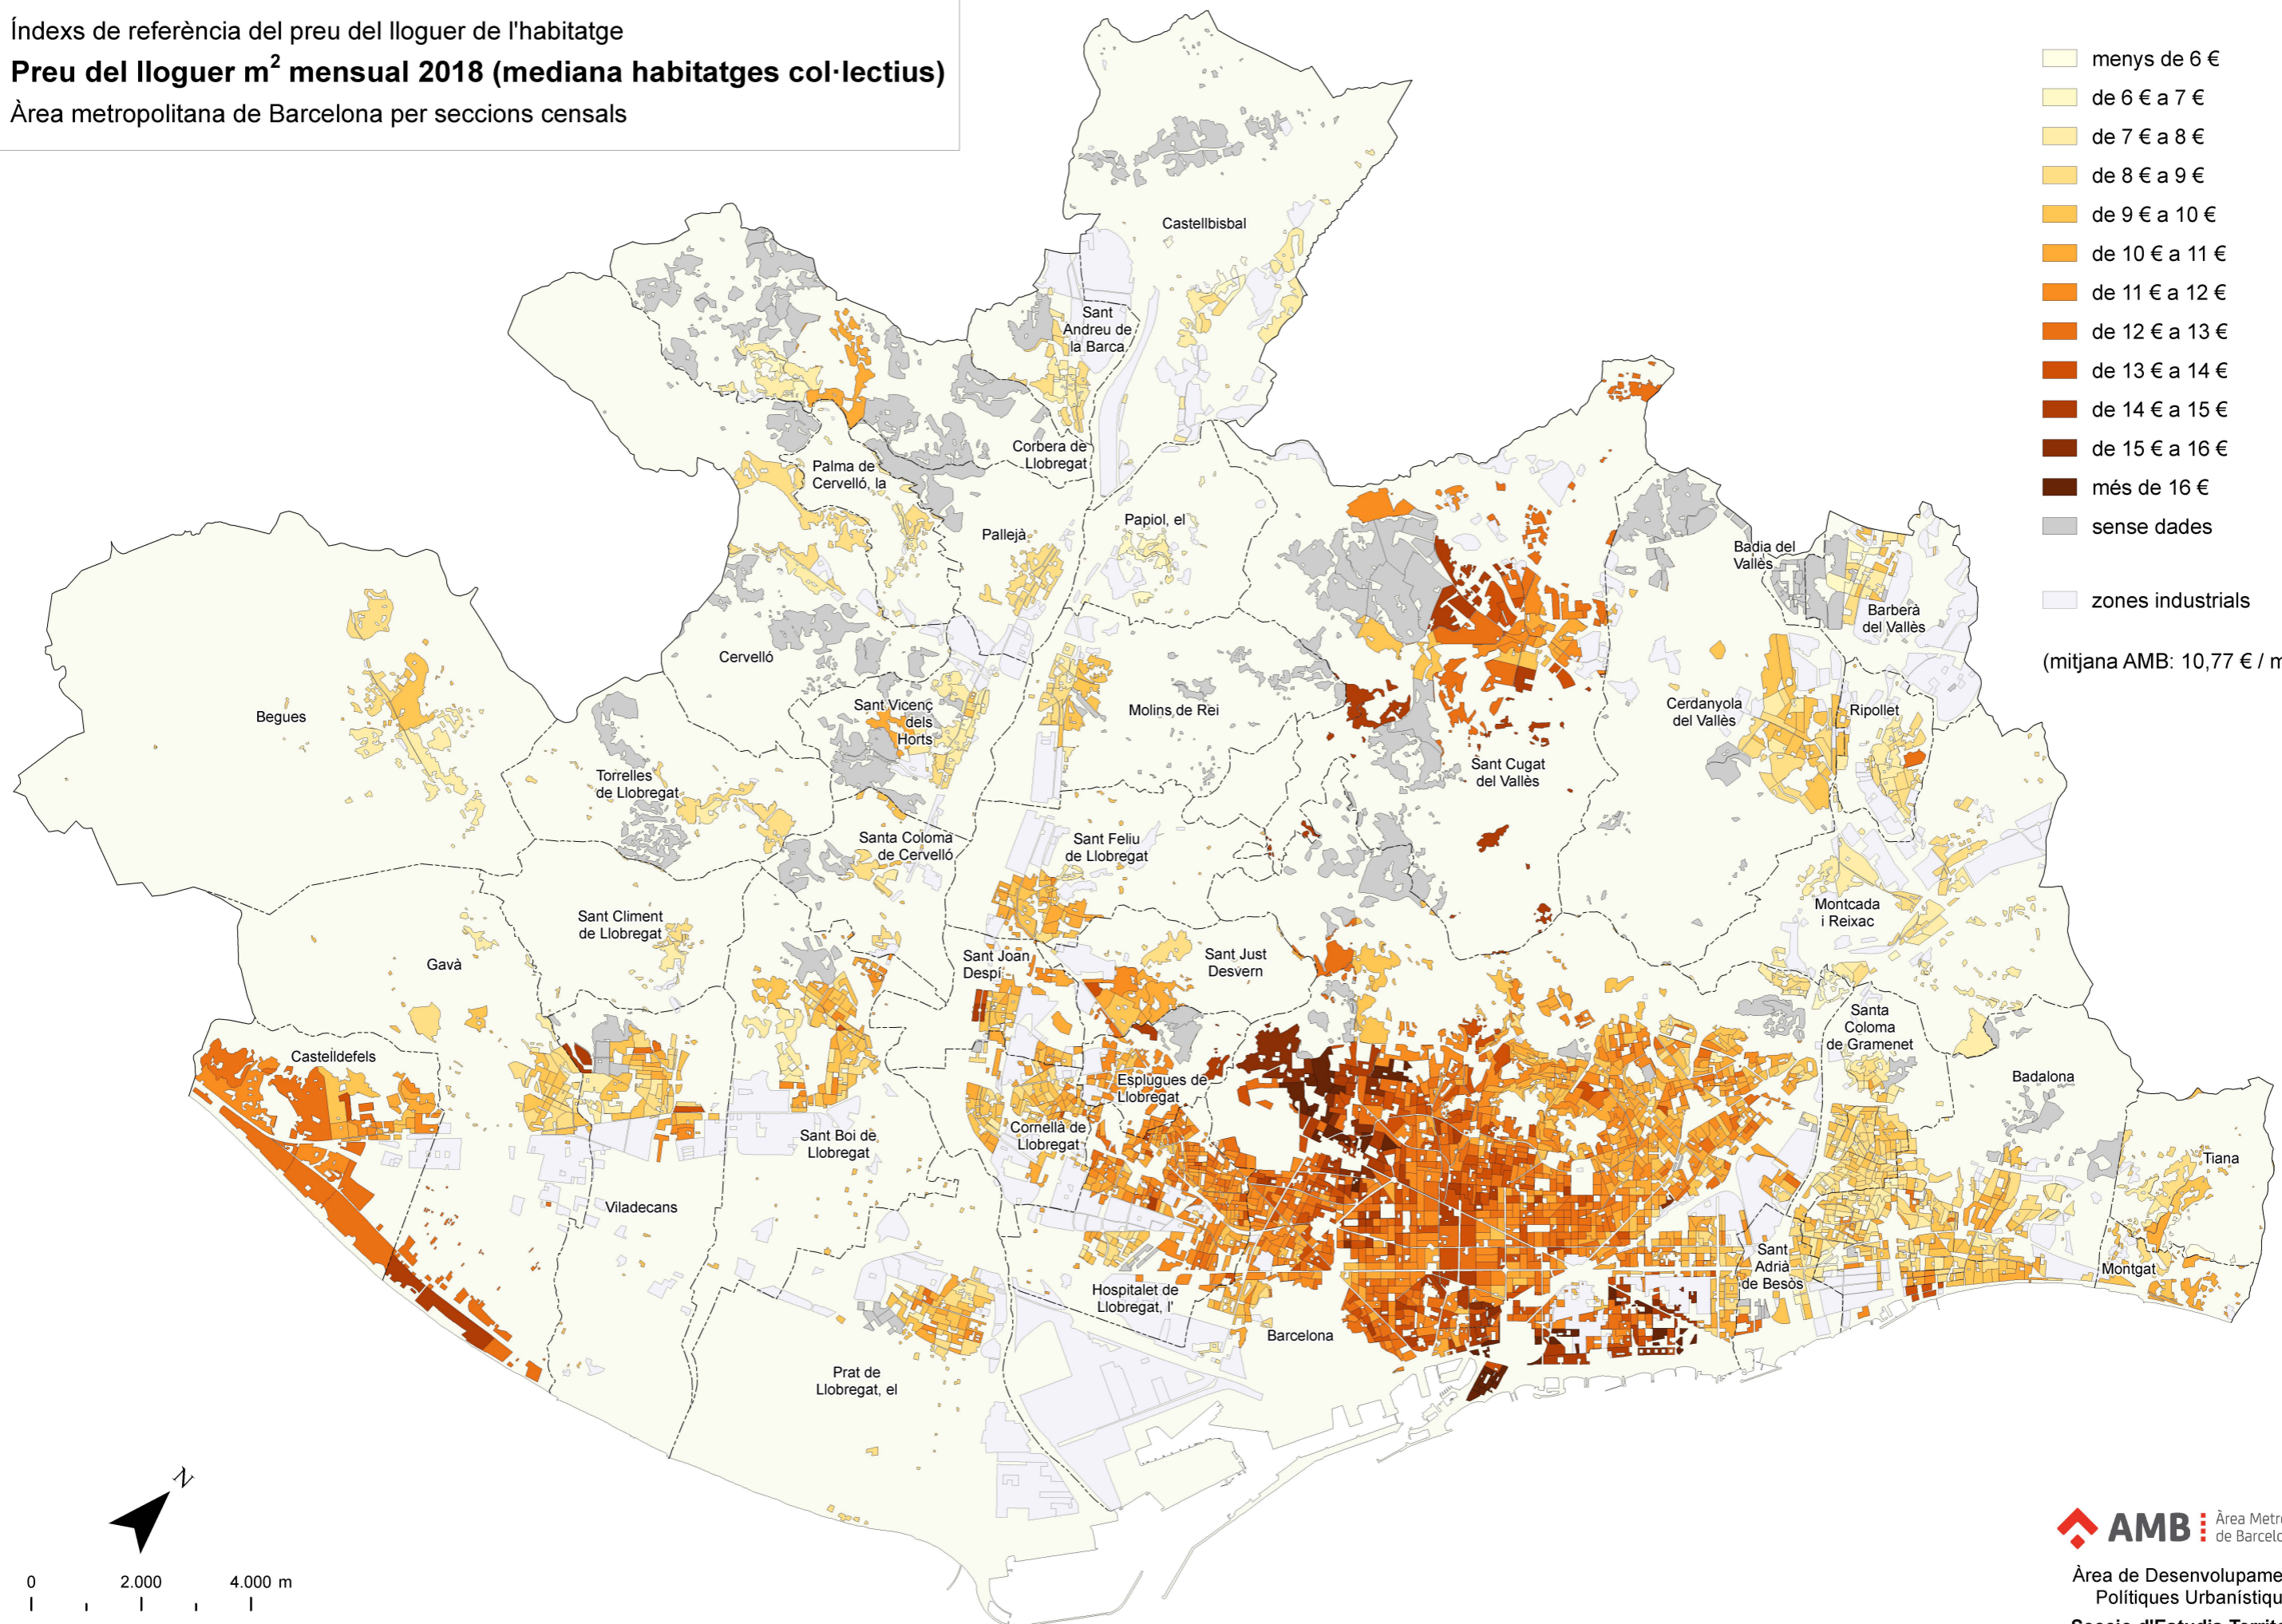 Índexs de referència del preu del lloguer de l'habitatge
Preu del lloguer m² mensual 2018 (mediana habitatges col·lectius)
Àrea metropolitana de Barcelona per seccions censals
menys de 6 €
de 6 € a 7 €
de 7 € a 8 €
de 8 € a 9 €
de 9 € a 10 €
de 10 € a 11 €
de 11 € a 12 €
de 12 € a 13 €
de 13 € a 14 €
de 14 € a 15 €
de 15 € a 16 €
més de 16 €
sense dades
zones industrials
(mitjana AMB: 10,77 € / m
Castellbisbal
Sant
Andreu de
la Barca
Corbera de
Llobregat
Palma de
Cervelló, la
Pallejà
Papiol, el
Badia del
Vallès
Barberà
del Vallès
Cervelló
Begues
Sant Vicenç
dels
Horts
Molins de Rei
Cerdanyola
del Vallès
Ripollet
Sant Cugat
del Vallès
Torrelles
de Llobregat
Santa Coloma
de Cervelló
Sant Feliu
de Llobregat
Montcada
i Reixac
Sant Climent
de Llobregat
Gavà
Sant Joan
Despí
Sant Just
Desvern
Santa
Coloma
de Gramenet
Castelldefels
Esplugues de
Llobregat
Badalona
Cornellà de
Llobregat
Sant Boi de
Llobregat
Tiana
Viladecans
Sant
Adrià
de Besòs
Montgat
Hospitalet de
Llobregat, l'
Barcelona
Prat de
Llobregat, el
N
0 2.000 4.000 m
AMB
Àrea Metr
de Barcel
Àrea de Desenvolupame
Polítiques Urbanístiqu